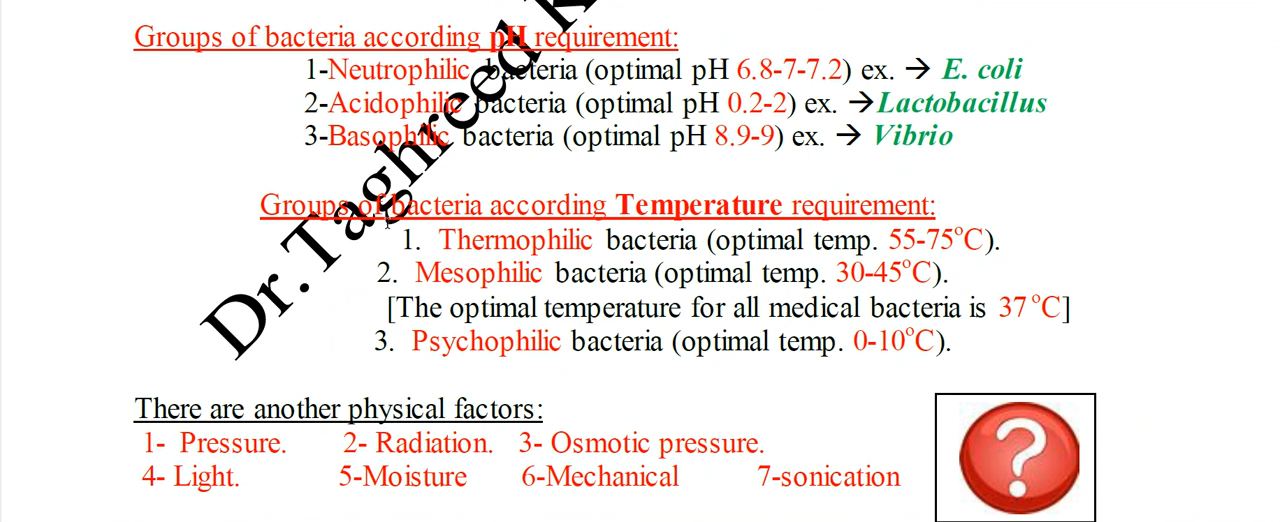 Groups of bacteria according pH requirement:
1-Neutrophilic bacteria (optimal pH 6.8-7-7.2) ex. → E. coli
2-Acidophilic bacteria (optimal pH 0.2-2) ex. →Lactobacillus
3-Basophilic bacteria (optimal pH 8.9-9) ex. → Vibrio
Groups of bacteria according Temperature requirement:
1. Thermophilic bacteria (optimal temp. 55-75°C).
2. Mesophilic bacteria (optimal temp. 30-45°C).
[The optimal temperature for all medical bacteria is 37°C]
3. Psychophilic bacteria (optimal temp. 0-10°C).
There are another physical factors:
1- Pressure. 2- Radiation. 3- Osmotic pressure.
4- Light. 5-Moisture 6-Mechanical 7-sonication
?
Dr. Taghreed